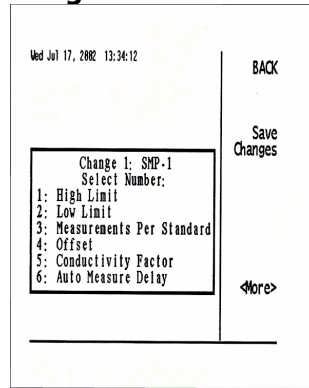 Wed Jul 17, 2002 13:34:12
BACK
Save
Changes
Change 1: SMP-1
Select Number:
1: High Limit
2: Low Limit
3: Measurements Per Standard
4: Offset
5: Conductivity Factor
6: Auto Measure Delay
<More>